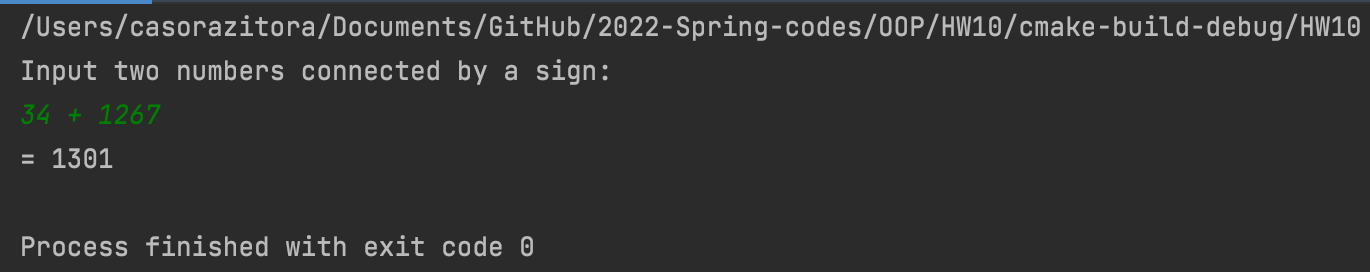 /Users/casorazitora/Documents/GitHub/2022-Spring-codes/OOP/HW10/cmake-build-debug/HW10
Input two numbers connected by a sign:
34 + 1267
= 1301
Process finished with exit code 0